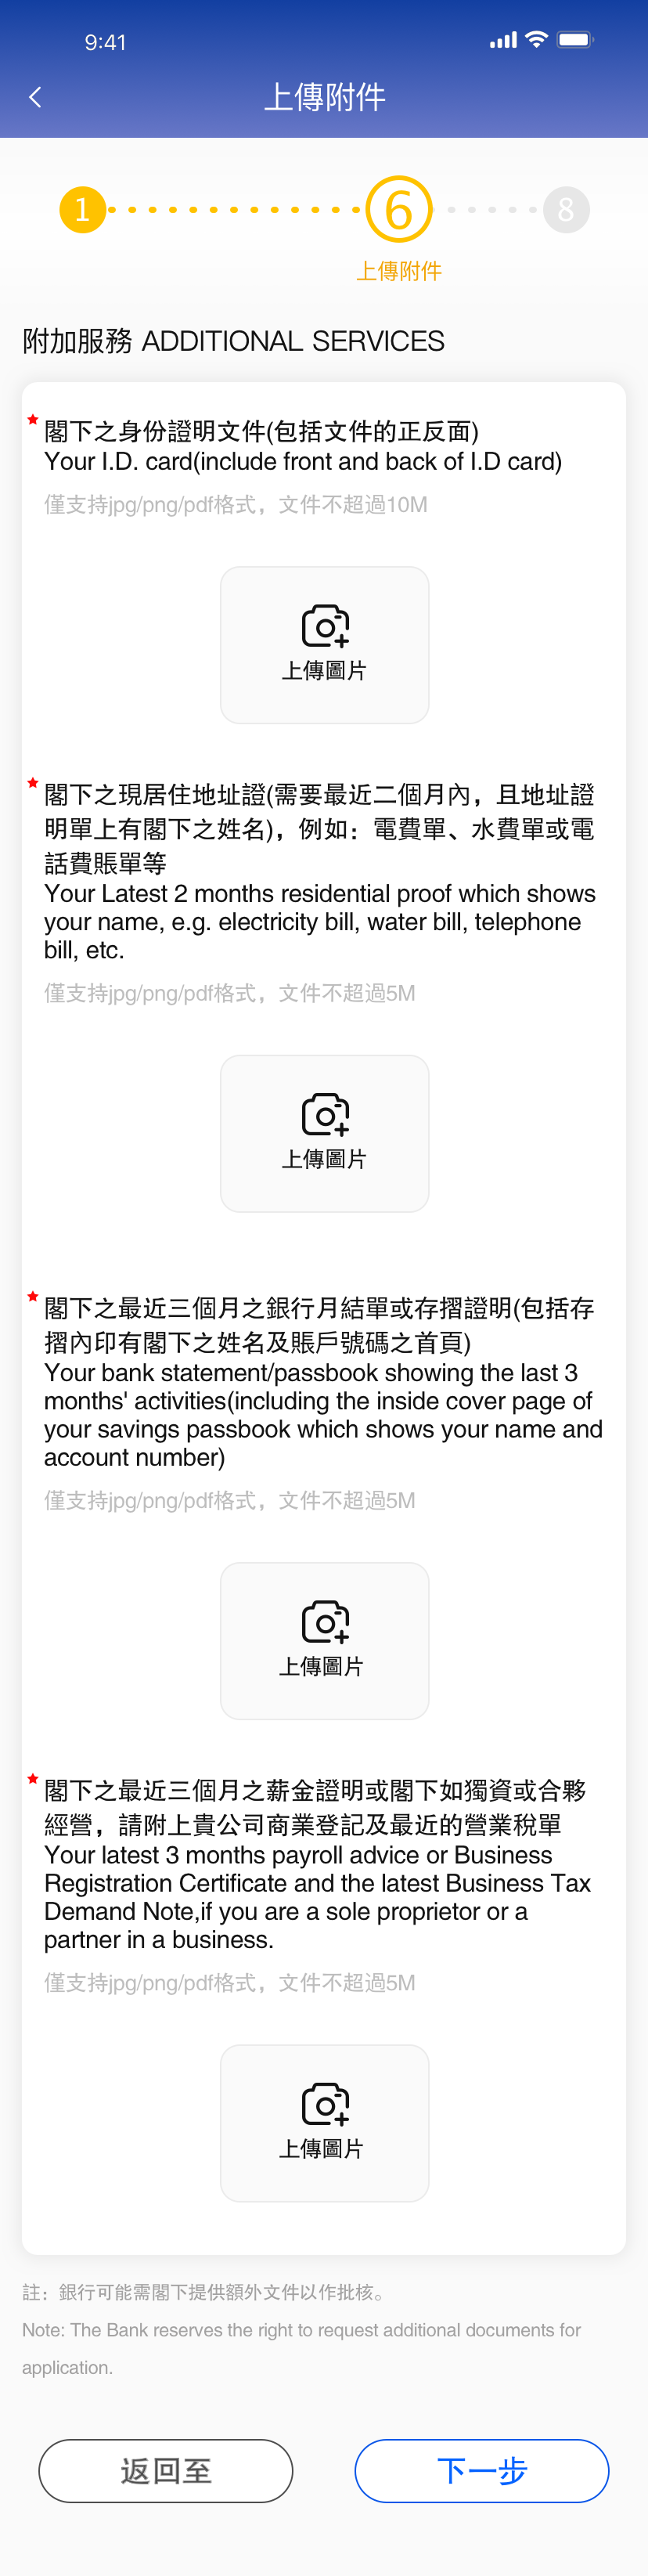 9:41
上傳附件
1
6
8
上傳附件
附加服務 ADDITIONAL SERVICES
閣下之身份證明文件(包括文件的正反面)
Your I.D. card(include front and back of I.D card)
僅支持jpg/png/pdf格式，文件不超過10M
上傳圖片
閣下之現居住地址證(需要最近二個月內，且地址證
明單上有閣下之姓名)，例如：電費單、水費單或電
話費賬單等
Your Latest 2 months residential proof which shows
your name, e.g. electricity bill, water bill, telephone
bill, etc.
僅支持jpg/png/pdf格式，文件不超過5M
上傳圖片
閣下之最近三個月之銀行月結單或存摺證明(包括存
摺內印有閣下之姓名及賬戶號碼之首頁)
Your bank statement/passbook showing the last 3
months' activities(including the inside cover page of
your savings passbook which shows your name and
account number)
僅支持jpg/png/pdf格式，文件不超過5M
上傳圖片
閣下之最近三個月之薪金證明或閣下如獨資或合夥
經營，請附上貴公司商業登記及最近的營業稅單
Your latest 3 months payroll advice or Business
Registration Certificate and the latest Business Tax
Demand Note,if you are a sole proprietor or a
partner in a business.
僅支持jpg/png/pdf格式，文件不超過5M
上傳圖片
註：銀行可能需閣下提供額外文件以作批核。
Note: The Bank reserves the right to request additional documents for
application.
返回至
下一步